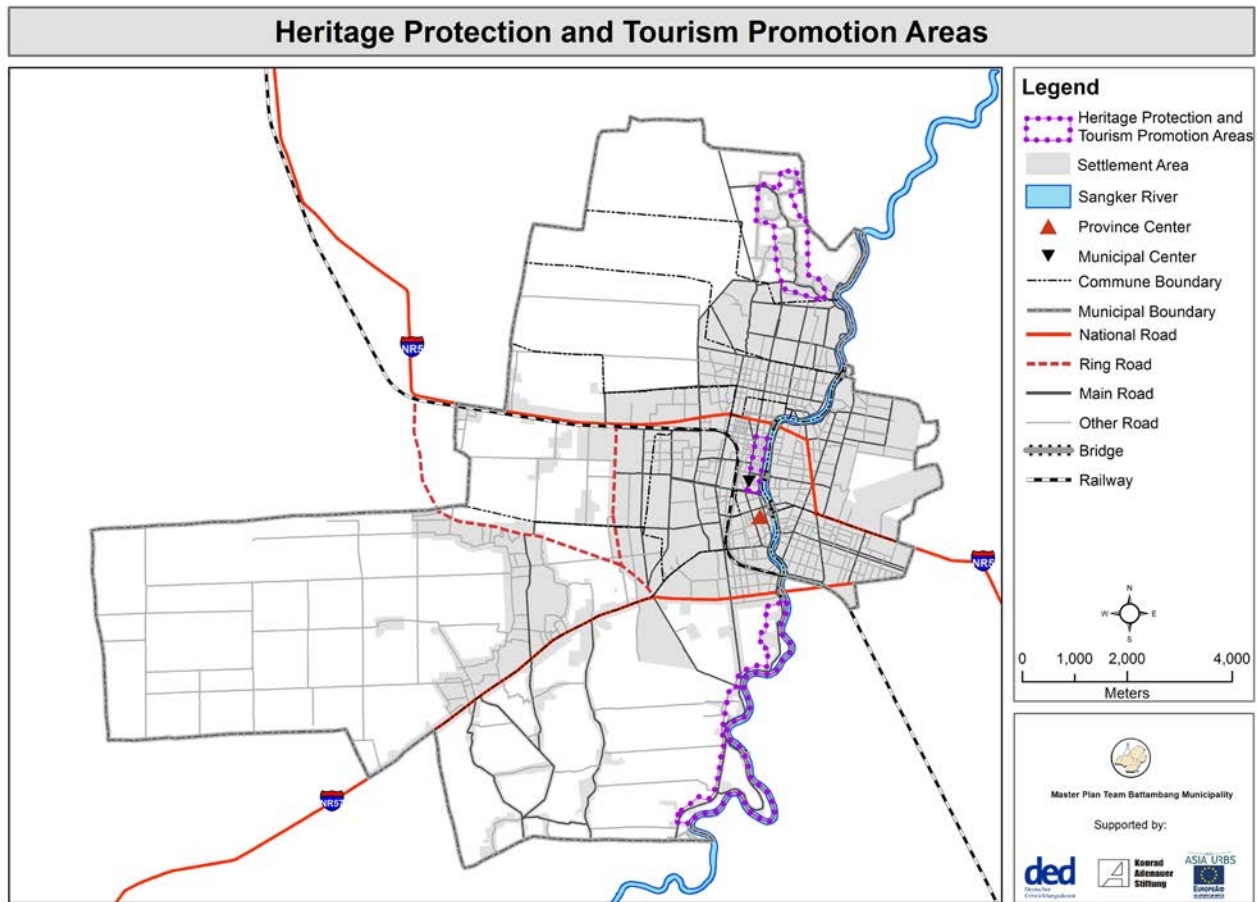 Heritage Protection and Tourism Promotion Areas
NR5
NR5
NR57
Legend
Heritage Protection and
Tourism Promotion Areas
Settlement Area
Sangker River
Province Center
Municipal Center
Commune Boundary
Municipal Boundary
National Road
Ring Road
Main Road
Other Road
Bridge
Railway
N
W E
S
0 1,000 2,000 4,000
Meters
Master Plan Team Battambang Municipality
Supported by:
ded
Deutscher
Entwicklungsdienst
Konrad
Adenauer
Stiftung
ASIA URBS
EUROPEAID